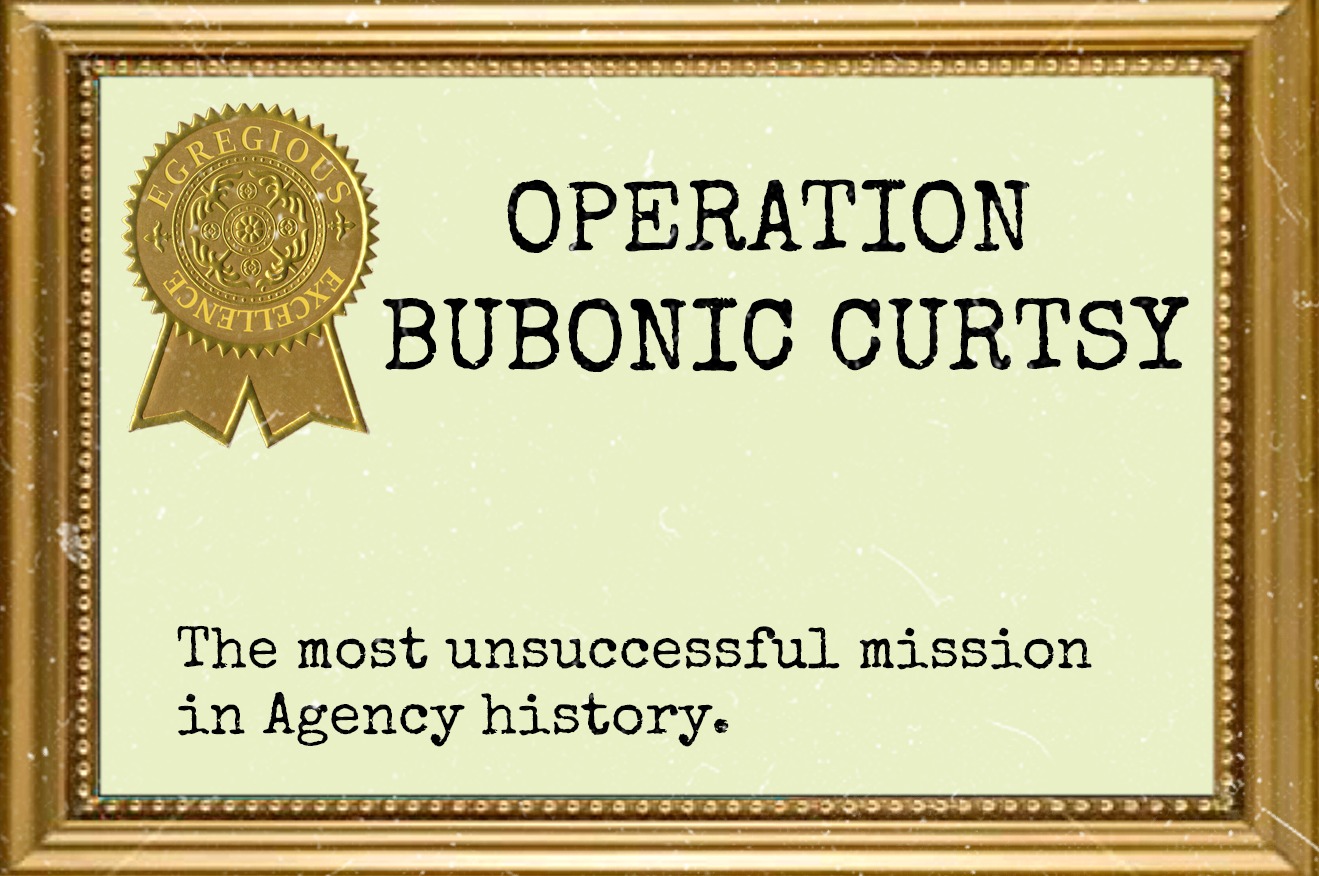 EGREGIOUS
EXCELLENCE
OPERATION
BUBONIC CURTSY
The most unsuccessful mission
in Agency history.